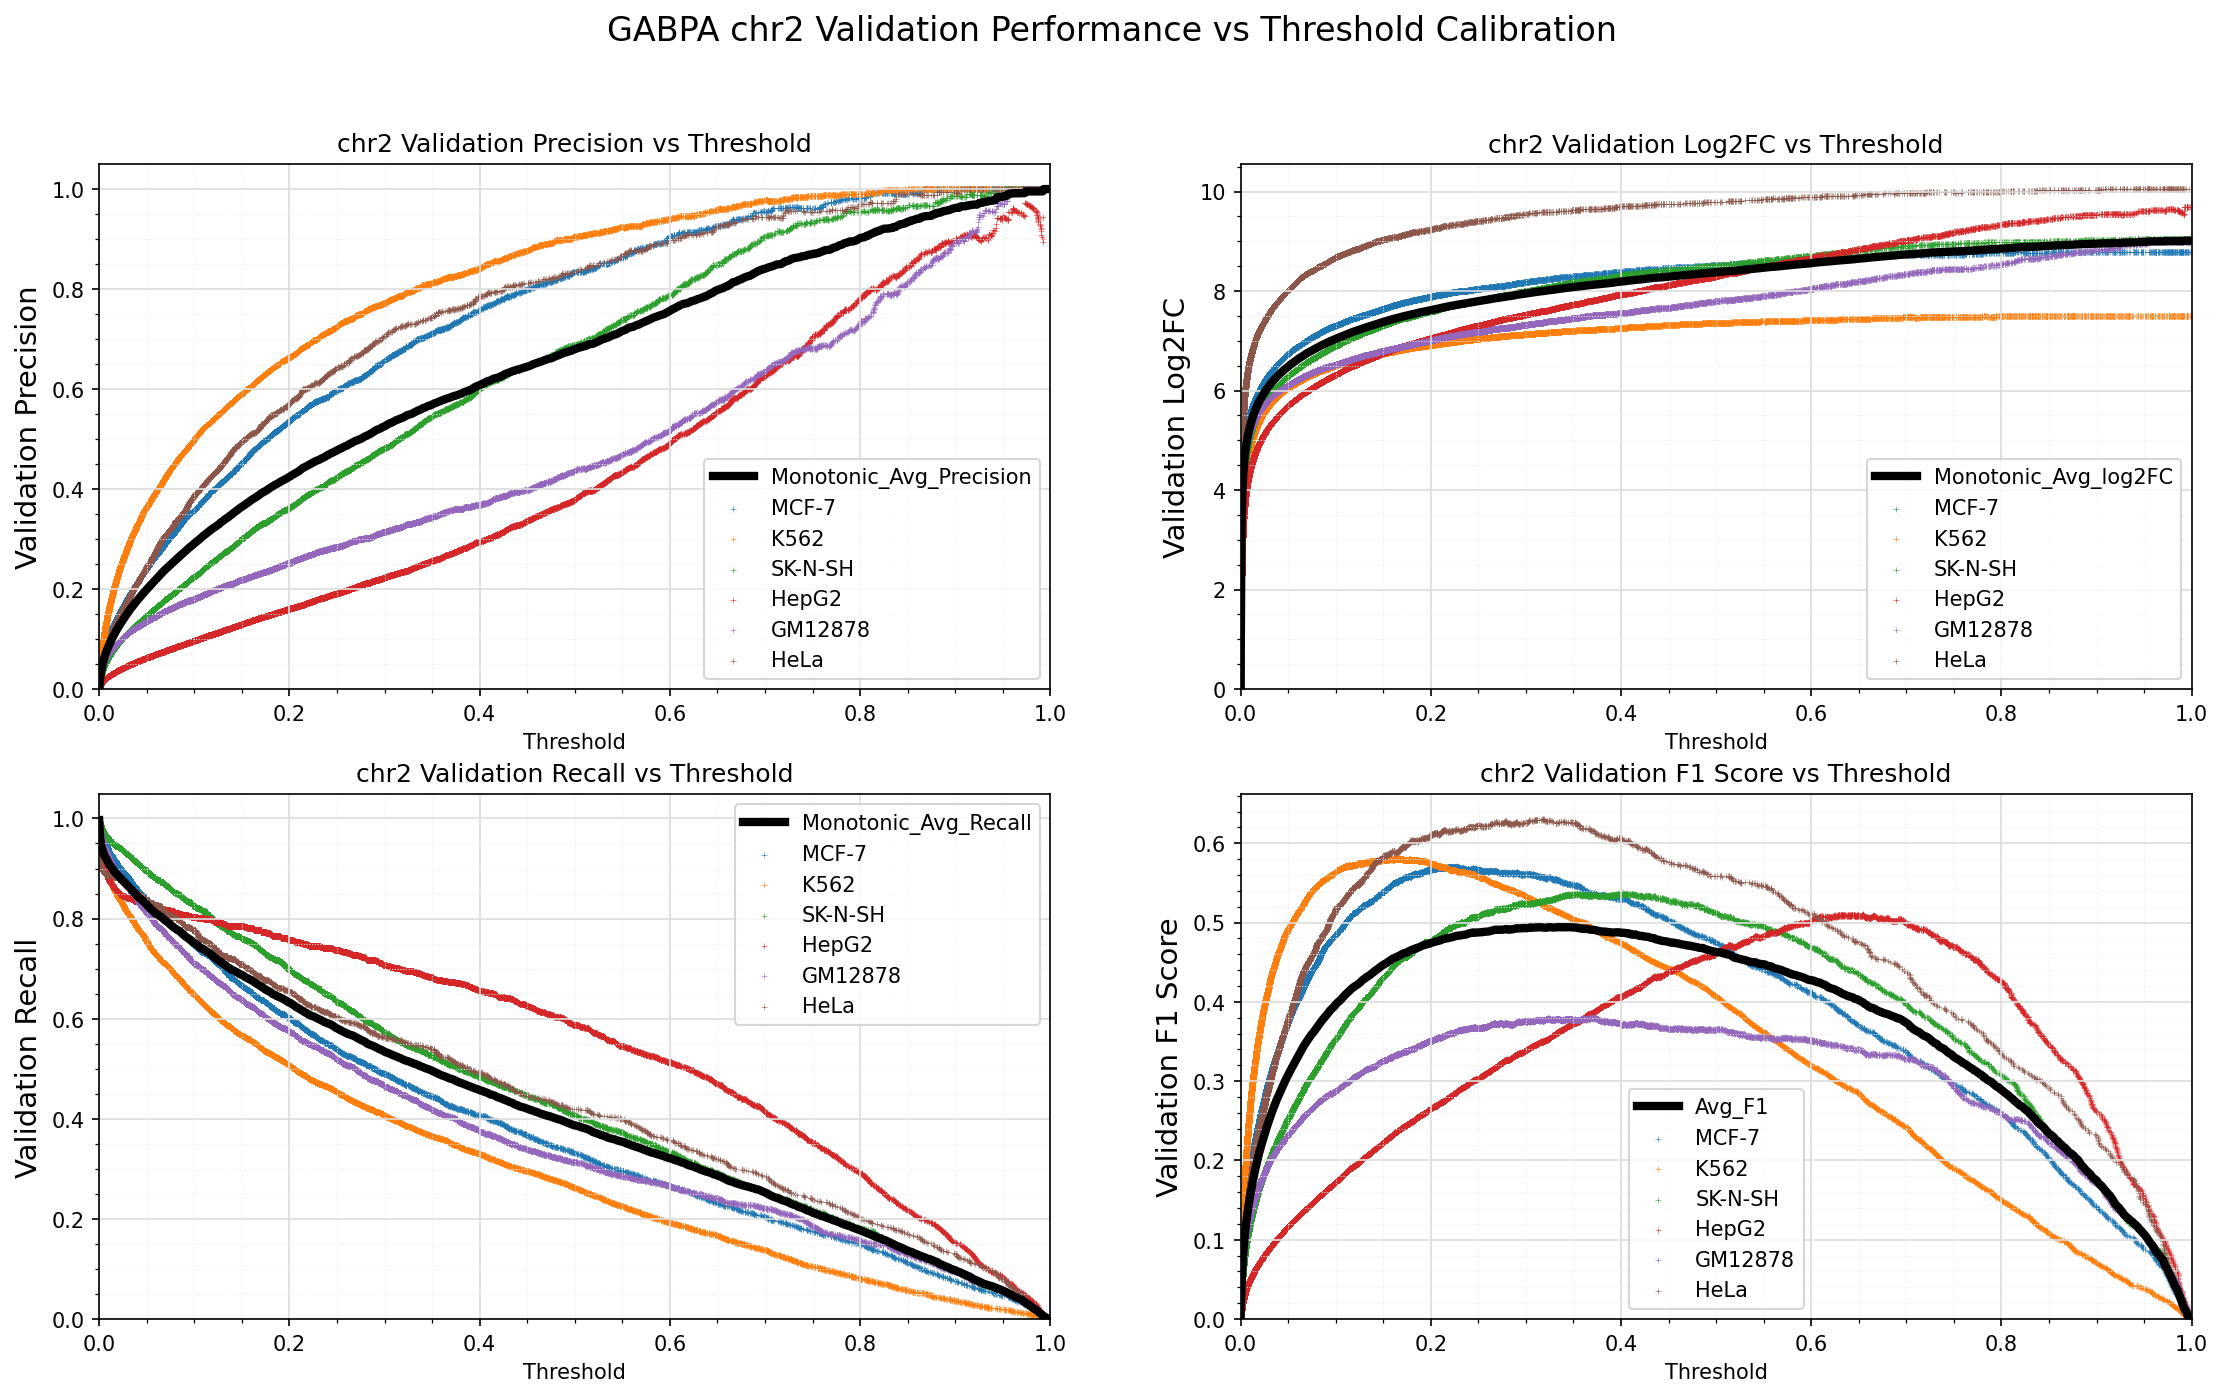 GABPA chr2 Validation Performance vs Threshold Calibration
chr2 Validation Precision vs Threshold
Validation Precision
1.0
0.8
0.6
0.4
0.2
0.0
0.0 0.2 0.4 0.6 0.8 1.0
Threshold
Monotonic_Avg_Precision
MCF-7
K562
SK-N-SH
HepG2
GM12878
HeLa
chr2 Validation Log2FC vs Threshold
Validation Log2FC
10
8
6
4
2
0
0.0 0.2 0.4 0.6 0.8 1.0
Threshold
Monotonic_Avg_log2FC
MCF-7
K562
SK-N-SH
HepG2
GM12878
HeLa
chr2 Validation Recall vs Threshold
Validation Recall
1.0
0.8
0.6
0.4
0.2
0.0
0.0 0.2 0.4 0.6 0.8 1.0
Threshold
Monotonic_Avg_Recall
MCF-7
K562
SK-N-SH
HepG2
GM12878
HeLa
chr2 Validation F1 Score vs Threshold
Validation F1 Score
0.6
0.5
0.4
0.3
0.2
0.1
0.0
0.0 0.2 0.4 0.6 0.8 1.0
Threshold
Avg_F1
MCF-7
K562
SK-N-SH
HepG2
GM12878
HeLa